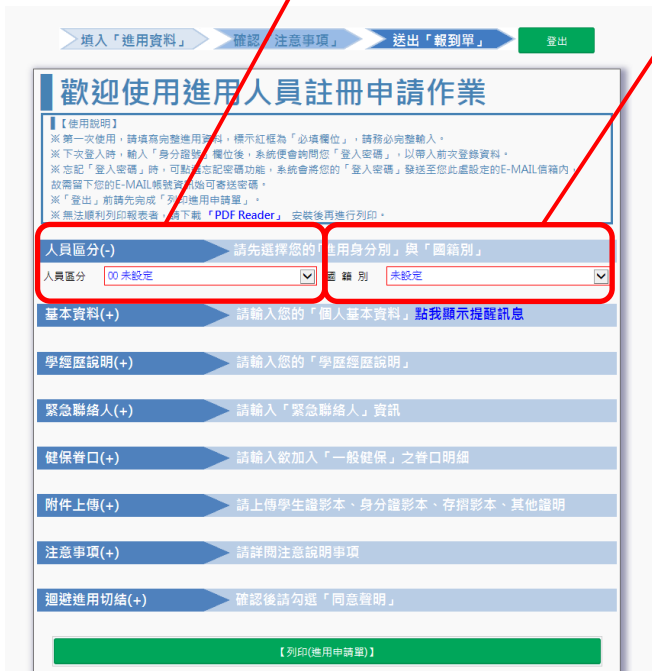 填入「進用資料」 確認「注意事項」 送出「報到單」 登出
歡迎使用進用人員註冊申請作業
【使用說明】
※第一次使用，請填寫完整進用資料，標示紅框為「必填欄位」，請務必完整輸入。
※下次登入時，輸入「身分證號」欄位後，系統便會詢問您「登入密碼」，以帶入前次登錄資料。
※忘記「登入密碼」時，可點選忘記密碼功能，系統會將您的「登入密碼」發送至您此處設定的E-MAIL信箱內，
故需留下您的E-MAIL帳號資訊始可寄送密碼。
※「登出」前請先完成「列印進用申請單」。
※無法順利列印報表者，請下載「PDF Reader」 安裝後再進行列印。
人員區分(-) 請先選擇您的「進用身分別」與「國籍別」
人員區分 00 未設定 國 籍 別 未設定
基本資料(+) 請輸入您的「個人基本資料」點我顯示提醒訊息
學經歷說明(+) 請輸入您的「學歷經歷說明」
緊急聯絡人(+) 請輸入「緊急聯絡人」資訊
健保眷口(+) 請輸入欲加入「一般健保」之眷口明細
附件上傳(+) 請上傳學生證影本、身分證影本、存摺影本、其他證明
注意事項(+) 請詳閱注意說明事項
迴避進用切結(+) 確認後請勾選「同意聲明」
【列印(進用申請單)】